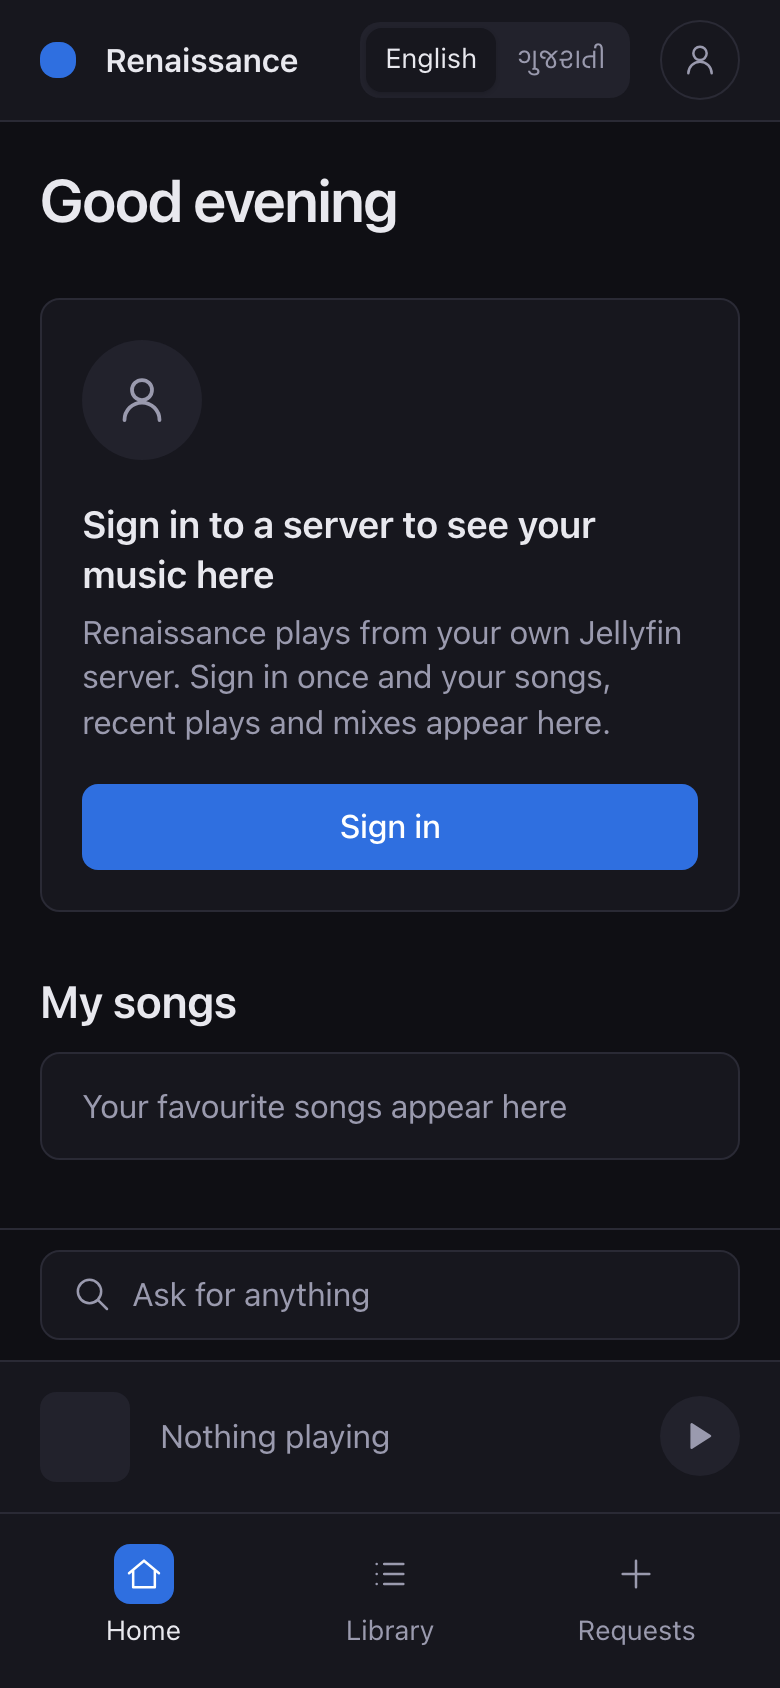 Renaissance
English
ગુજરાતી
Good evening
Sign in to a server to see your
music here
Renaissance plays from your own Jellyfin
server. Sign in once and your songs,
recent plays and mixes appear here.
Sign in
My songs
Your favourite songs appear here
Ask for anything
Nothing playing
Home
Library
Requests